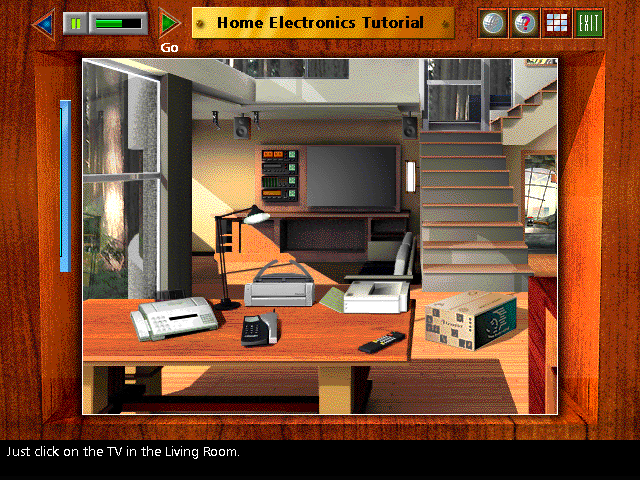 Home Electronics Tutorial
EXIT
Go
Just click on the TV in the Living Room.